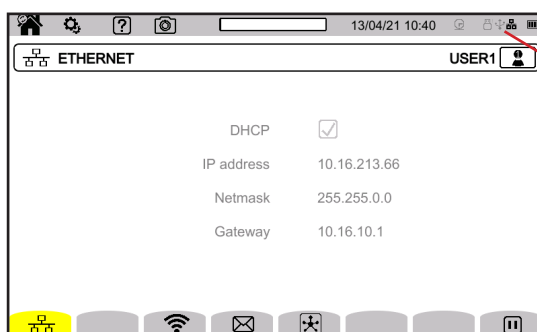 13/04/21 10:40
ETHERNET USER1
DHCP
IP address 10.16.213.66
Netmask 255.255.0.0
Gateway 10.16.10.1